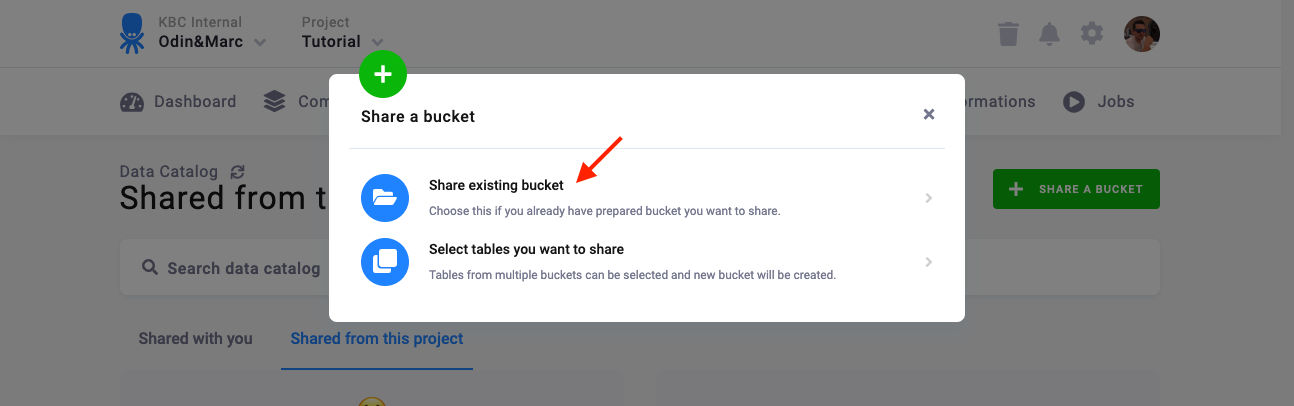 KBC Internal
Odin&Marc
Project
Tutorial
Dashboard
Jobs
Share a bucket
Data Catalog
Shared from t
SHARE A BUCKET
Share existing bucket
Choose this if you already have prepared bucket you want to share.
Select tables you want to share
Tables from multiple buckets can be selected and new bucket will be created.
Search data catalog
Shared with you
Shared from this project